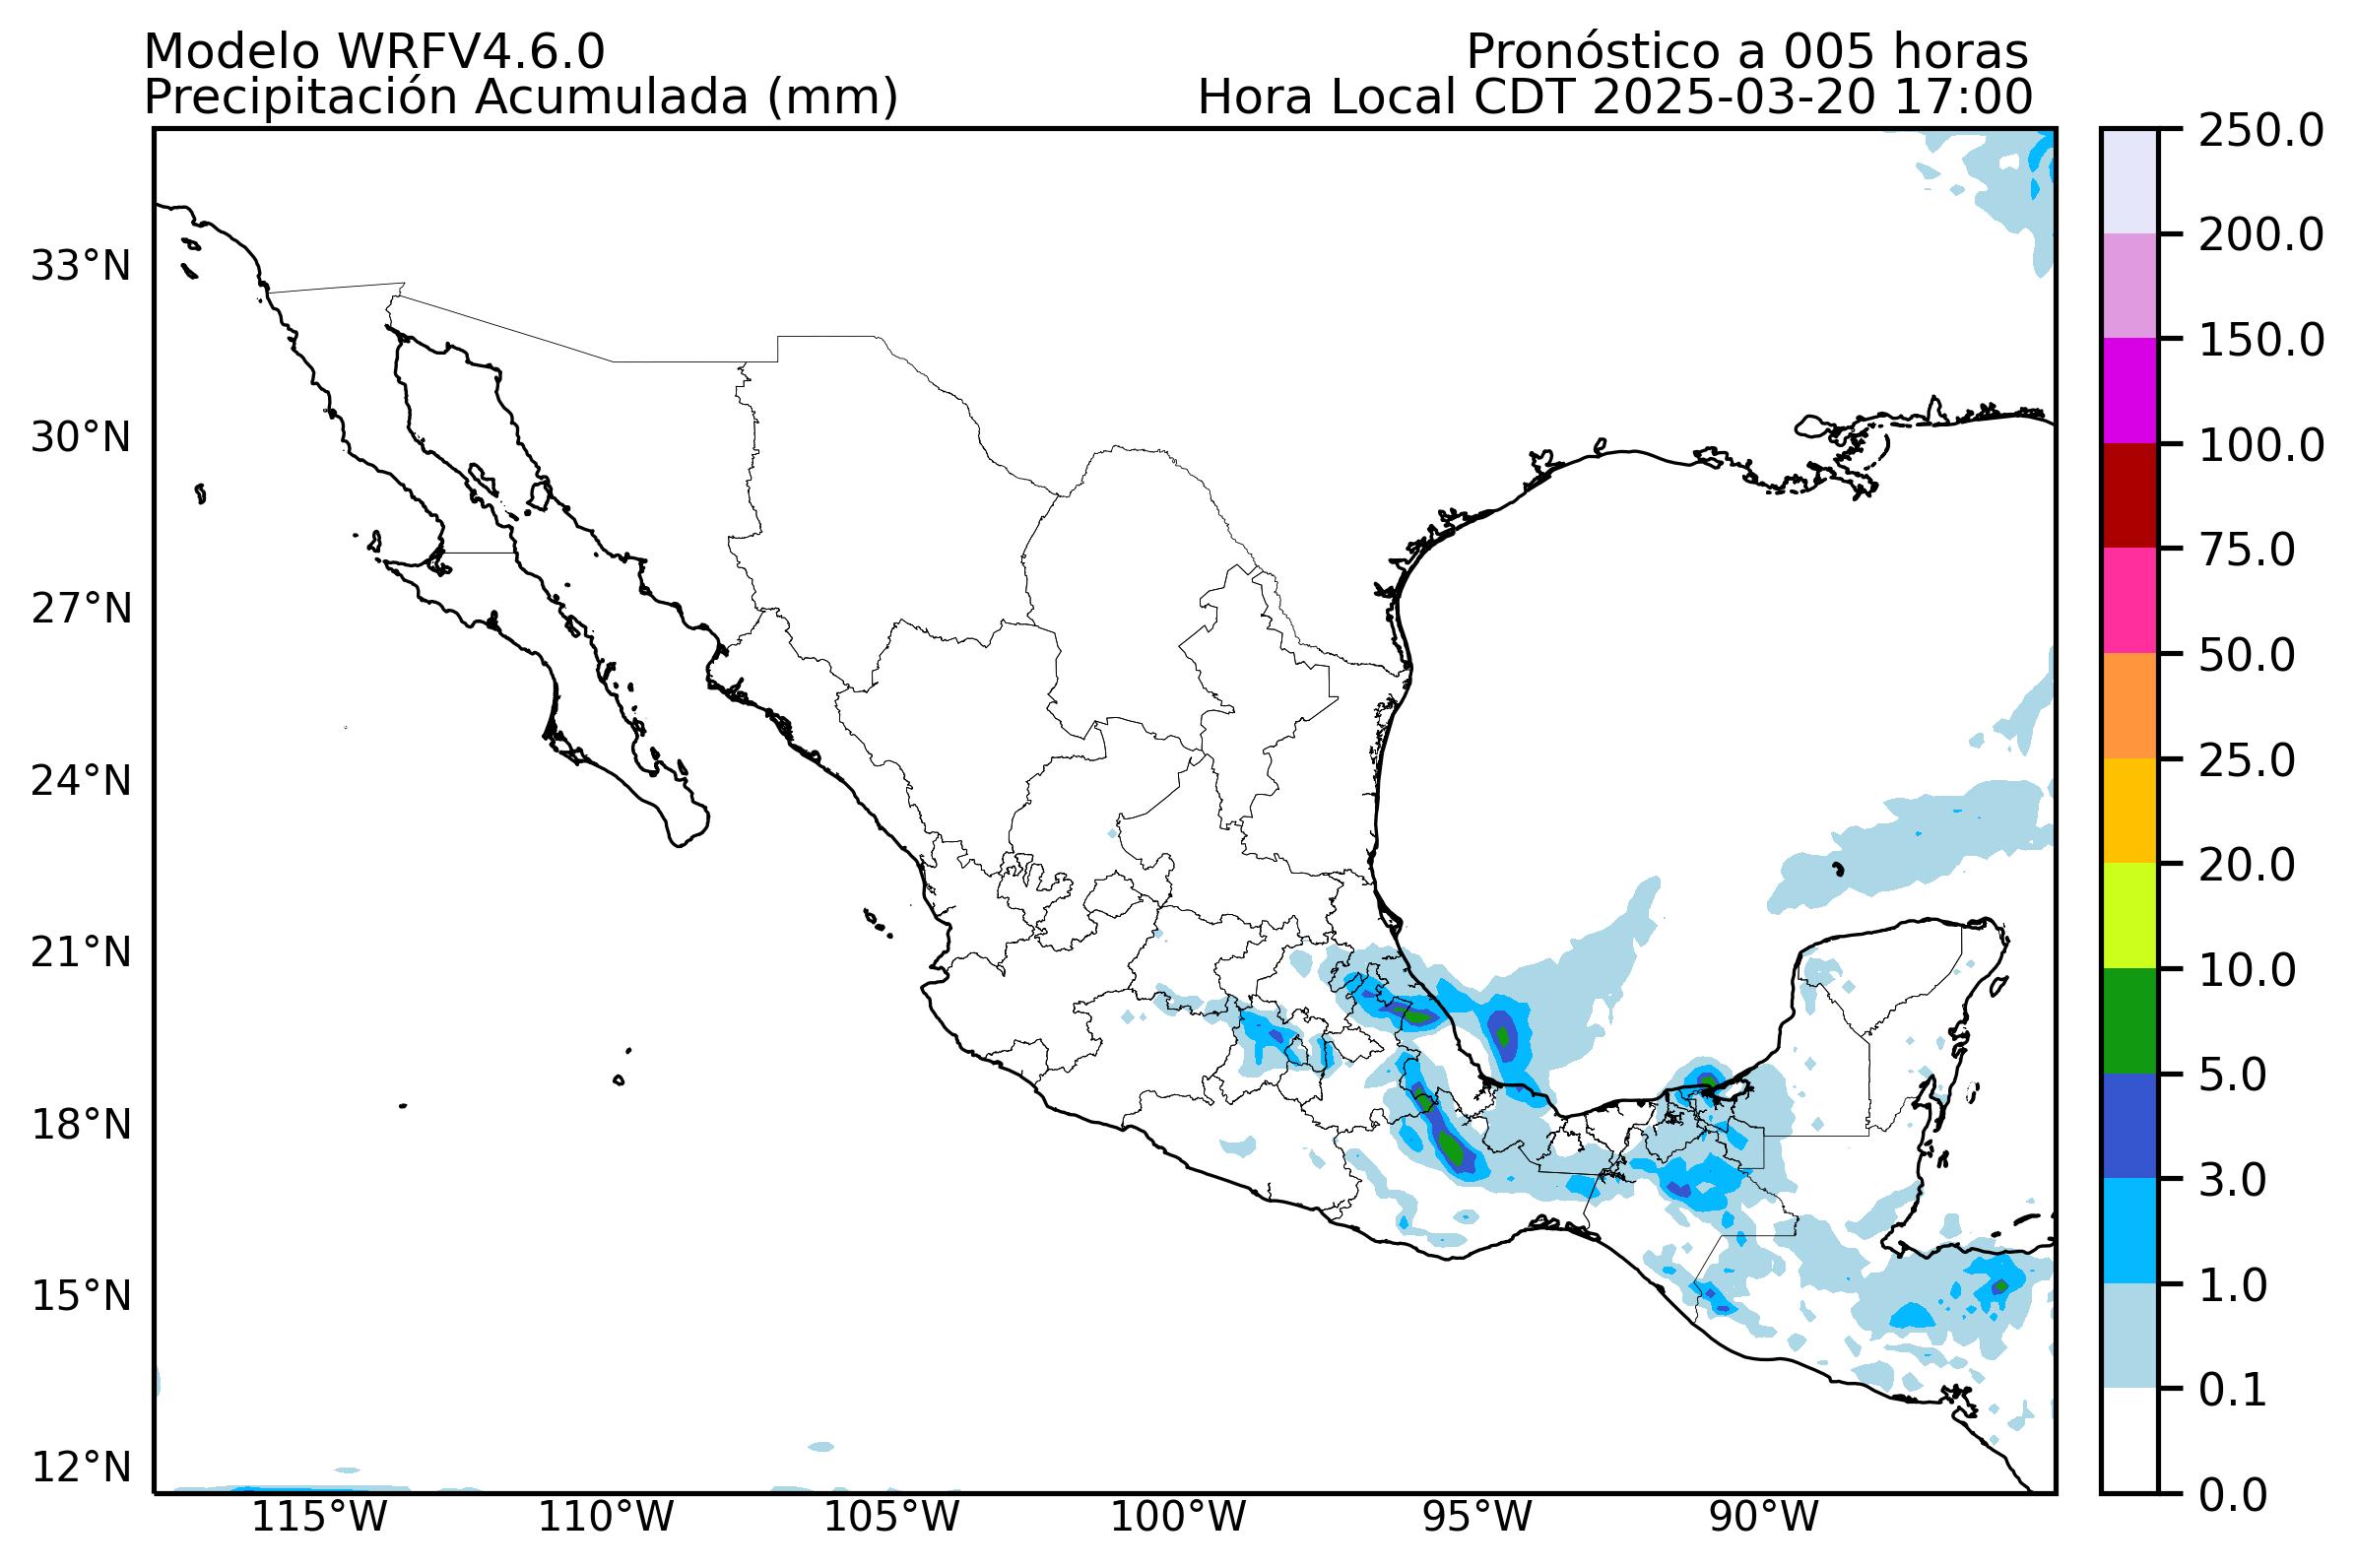 Modelo WRFV4.6.0
Pronóstico a 005 horas
Precipitación Acumulada (mm)
Hora Local CDT 2025-03-20 17:00
33°N
30°N
27°N
24°N
21°N
18°N
15°N
12°N
115°W
110°W
105°W
100°W
95°W
90°W
250.0
200.0
150.0
100.0
75.0
50.0
25.0
20.0
10.0
5.0
3.0
1.0
0.1
0.0